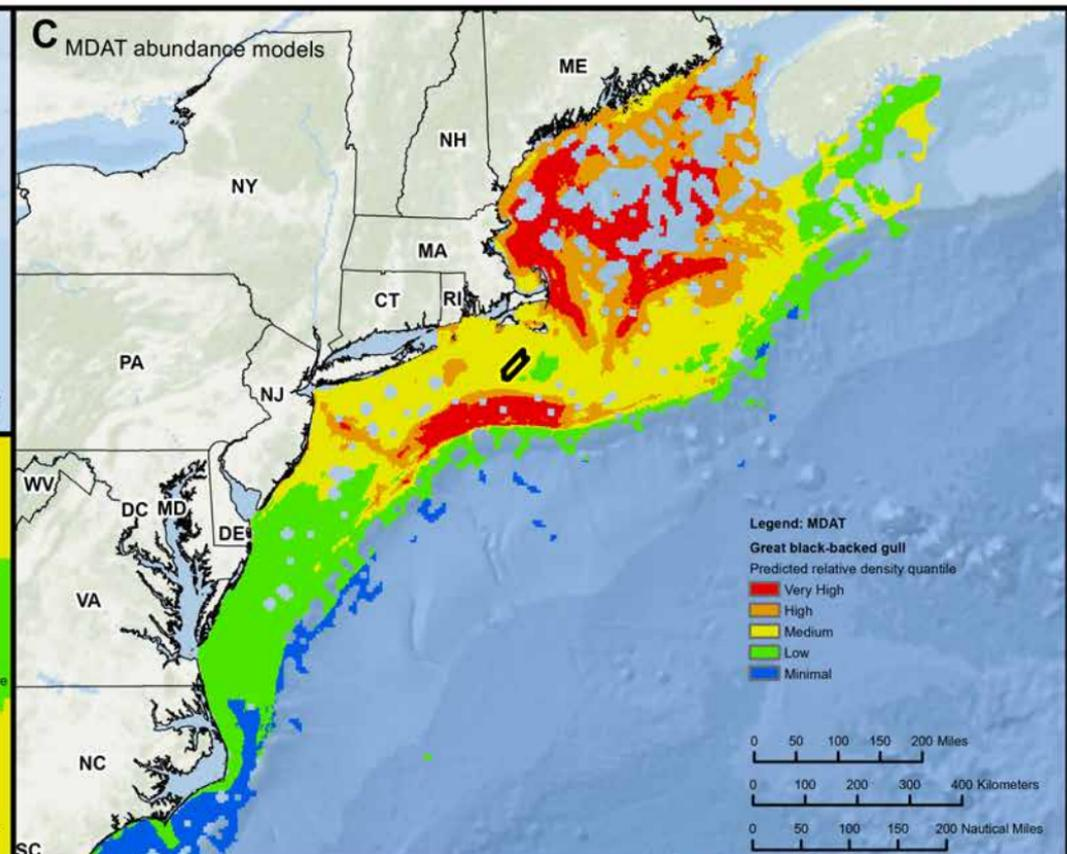 C MDAT abundance models
ME
NH
NY
MA
CT
RI
PA
NJ
WV
DC
MD
DE
VA
NC
SC
Legend: MDAT
Great black-backed gull
Predicted relative density quantile
Very High
High
Medium
Low
Minimal
0 50 100 150 200 Miles
0 100 200 300 400 Kilometers
0 50 100 150 200 Nautical Miles